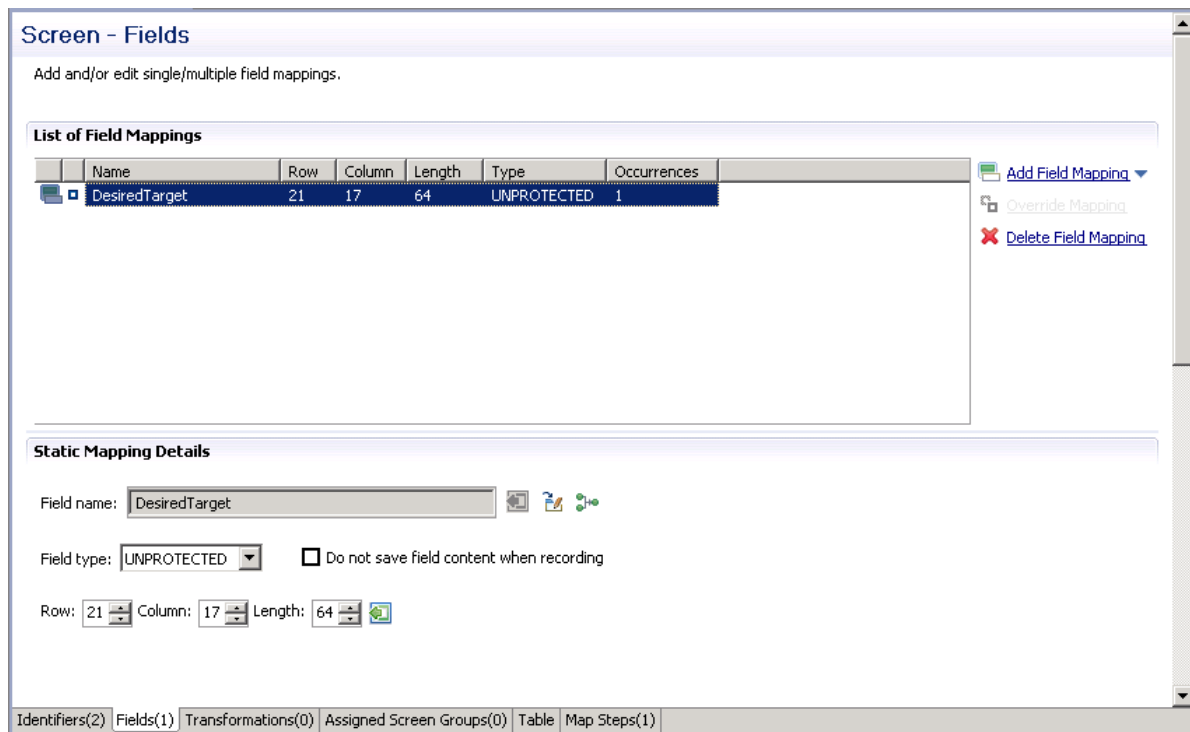 Screen - Fields
Add and/or edit single/multiple field mappings.
List of Field Mappings
Name Row Column Length Type Occurrences
DesiredTarget 21 17 64 UNPROTECTED 1
Add Field Mapping
Override Mapping
Delete Field Mapping
Static Mapping Details
Field name: DesiredTarget
Field type: UNPROTECTED Do not save field content when recording
Row: 21 Column: 17 Length: 64
Identifiers(2) Fields(1) Transformations(0) Assigned Screen Groups(0) Table Map Steps(1)